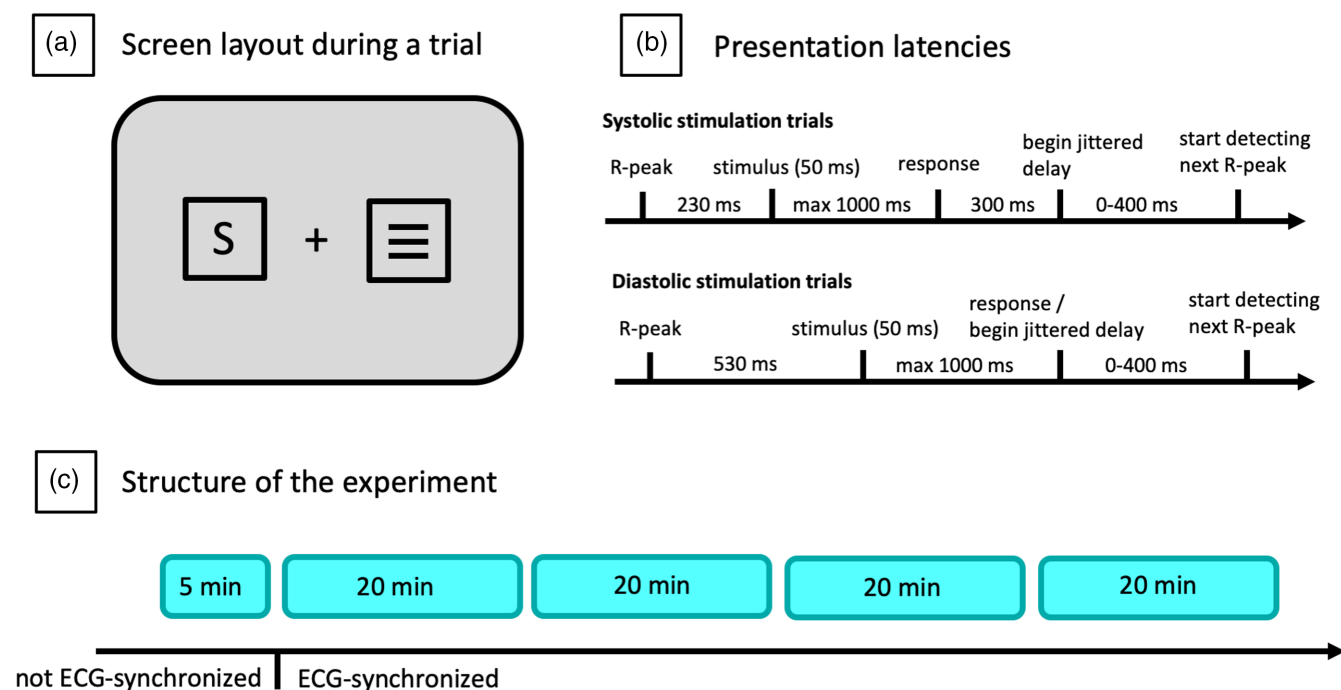 (a) Screen layout during a trial
S +
(b) Presentation latencies
Systolic stimulation trials
R-peak stimulus (50 ms) response begin jittered
delay start detecting
next R-peak
230 ms max 1000 ms 300 ms 0-400 ms
Diastolic stimulation trials
R-peak stimulus (50 ms) response /
begin jittered delay start detecting
next R-peak
530 ms max 1000 ms 0-400 ms
(c) Structure of the experiment
5 min 20 min 20 min 20 min 20 min
not ECG-synchronized ECG-synchronized